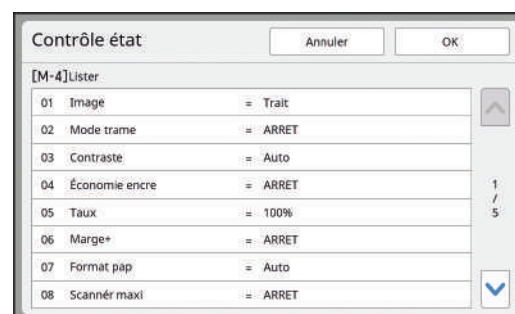 Contrôle état Annuler OK
[M-4]Lister
01 Image = Trait
02 Mode trame = ARRET
03 Contraste = Auto
04 Économie encre = ARRET
05 Taux = 100%
06 Marge+ = ARRET
07 Format pap = Auto
08 Scannér maxi = ARRET
1
/
5